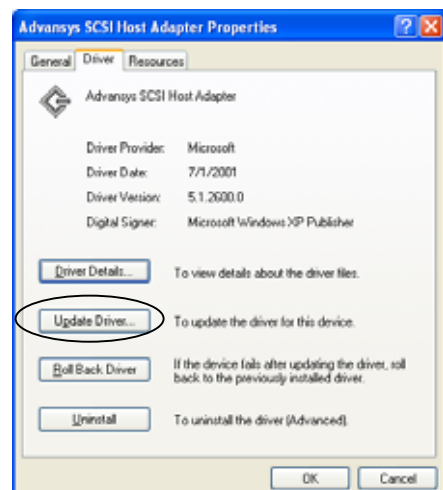 Advansys SCSI Host Adapter Properties
General Driver Resources
Advansys SCSI Host Adapter
Driver Provider: Microsoft
Driver Date: 7/1/2001
Driver Version: 5.1.2600.0
Digital Signer: Microsoft Windows XP Publisher
Driver Details... To view details about the driver files.
Update Driver... To update the driver for this device.
Roll Back Driver If the device fails after updating the driver, roll
back to the previously installed driver.
Uninstall To uninstall the driver (Advanced).
OK Cancel